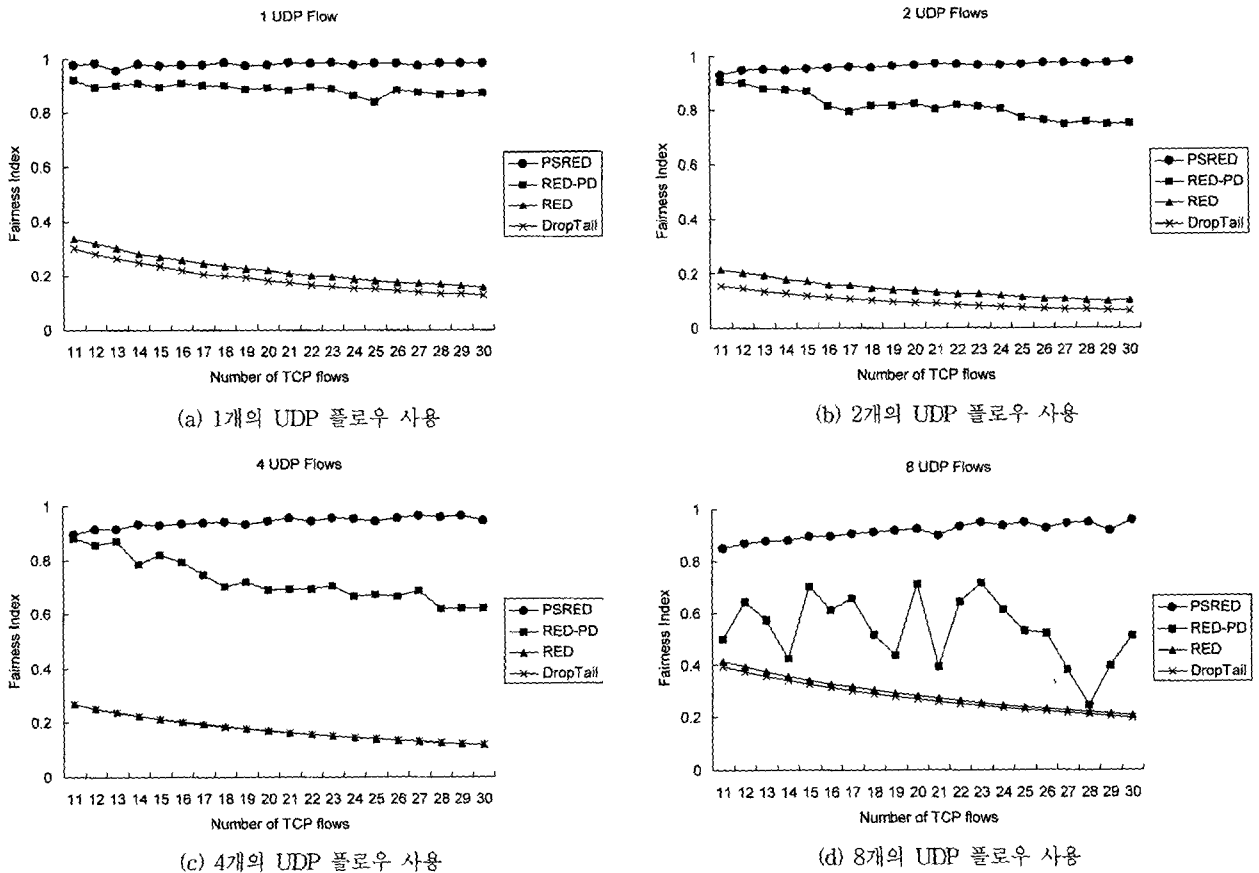 1 UDP Flow
Fairness Index
1
0.8
0.6
0.4
0.2
0
11 12 13 14 15 16 17 18 19 20 21 22 23 24 25 26 27 28 29 30
Number of TCP flows
PSRED
RED-PD
RED
DropTail
(a) 1개의 UDP 플로우 사용
2 UDP Flows
Fairness Index
1
0.8
0.6
0.4
0.2
0
11 12 13 14 15 16 17 18 19 20 21 22 23 24 25 26 27 28 29 30
Number of TCP flows
PSRED
RED-PD
RED
DropTail
(b) 2개의 UDP 플로우 사용
4 UDP Flows
Fairness Index
1
0.8
0.6
0.4
0.2
0
11 12 13 14 15 16 17 18 19 20 21 22 23 24 25 26 27 28 29 30
Number of TCP flows
PSRED
RED-PD
RED
DropTail
(c) 4개의 UDP 플로우 사용
8 UDP Flows
Fairness Index
1
0.8
0.6
0.4
0.2
0
11 12 13 14 15 16 17 18 19 20 21 22 23 24 25 26 27 28 29 30
Number of TCP flows
PSRED
RED-PD
RED
DropTail
(d) 8개의 UDP 플로우 사용